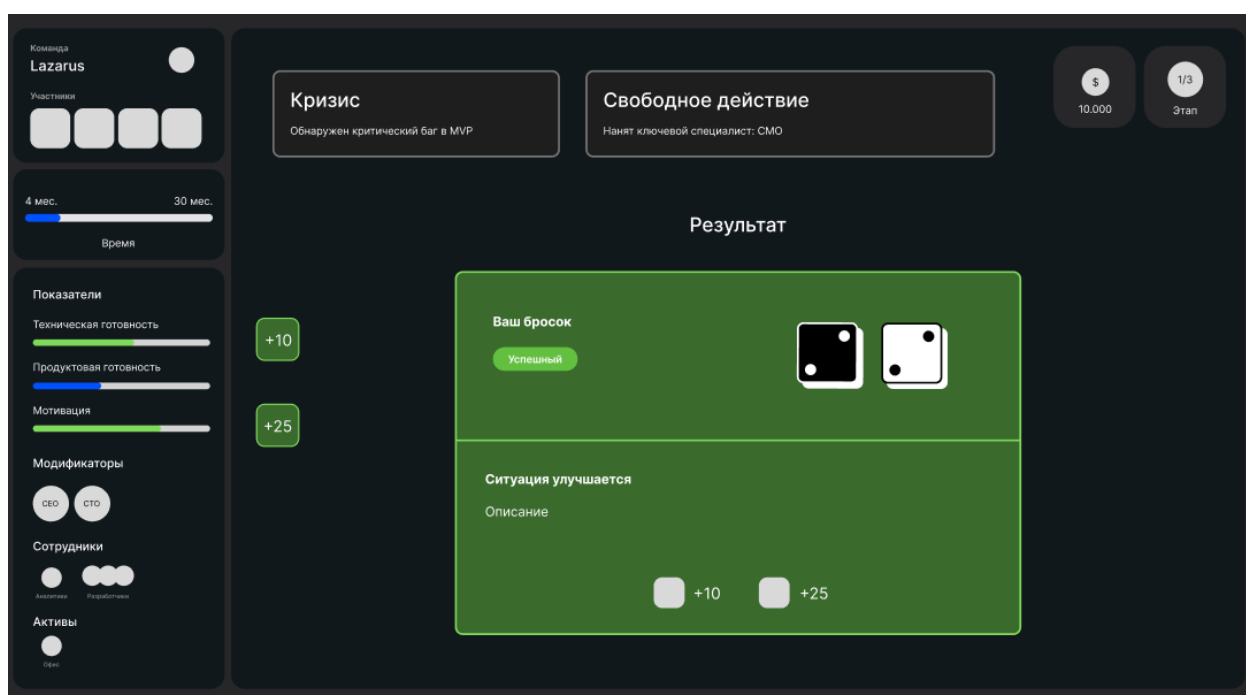 Команда
Lazarus
Участники
4 мес.
30 мес.
Время
Показатели
Техническая готовность
Продуктовая готовность
Мотивация
Модификаторы
CEO
CTO
Сотрудники
Аналитики
Разработчики
Активы
Офис
Кризис
Обнаружен критический баг в MVP
Свободное действие
Нанят ключевой специалист: CMO
$
10.000
1/3
Этап
Результат
+10
+25
Ваш бросок
Успешный
Ситуация улучшается
Описание
+10
+25